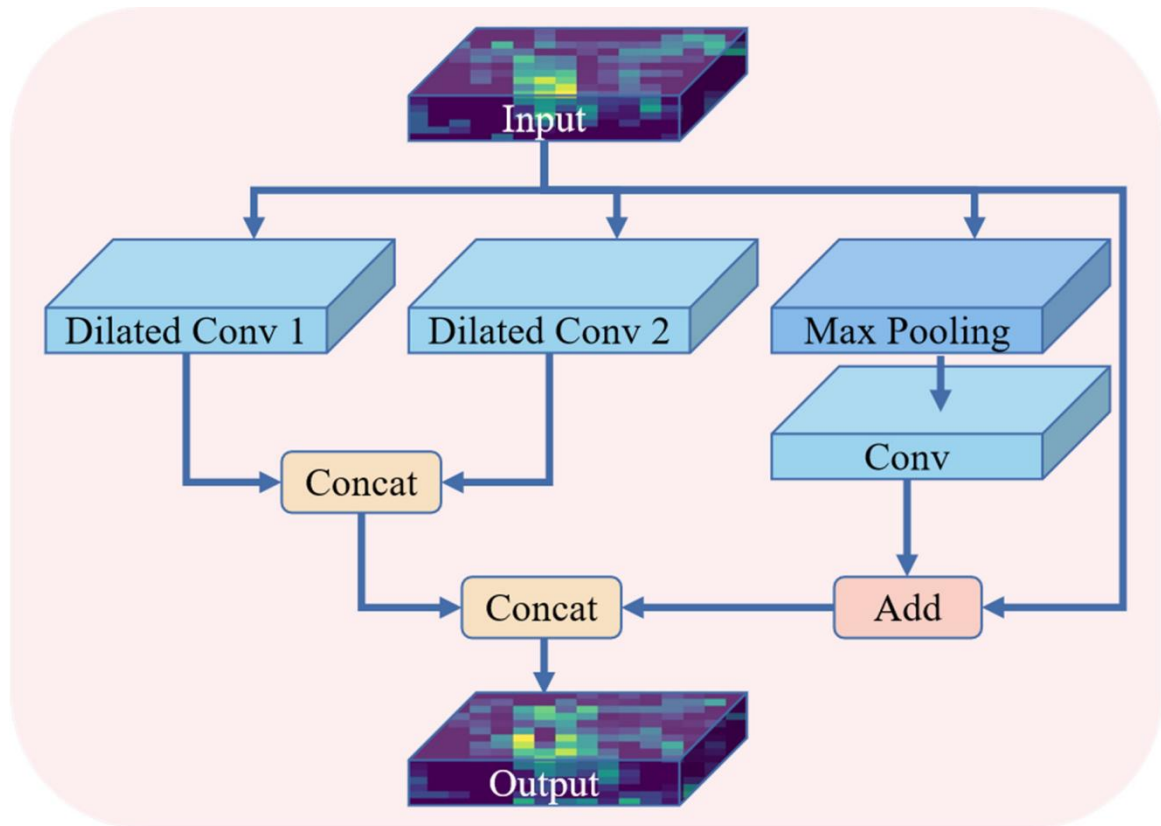 Input
Dilated Conv 1
Dilated Conv 2
Max Pooling
Conv
Concat
Concat
Add
Output